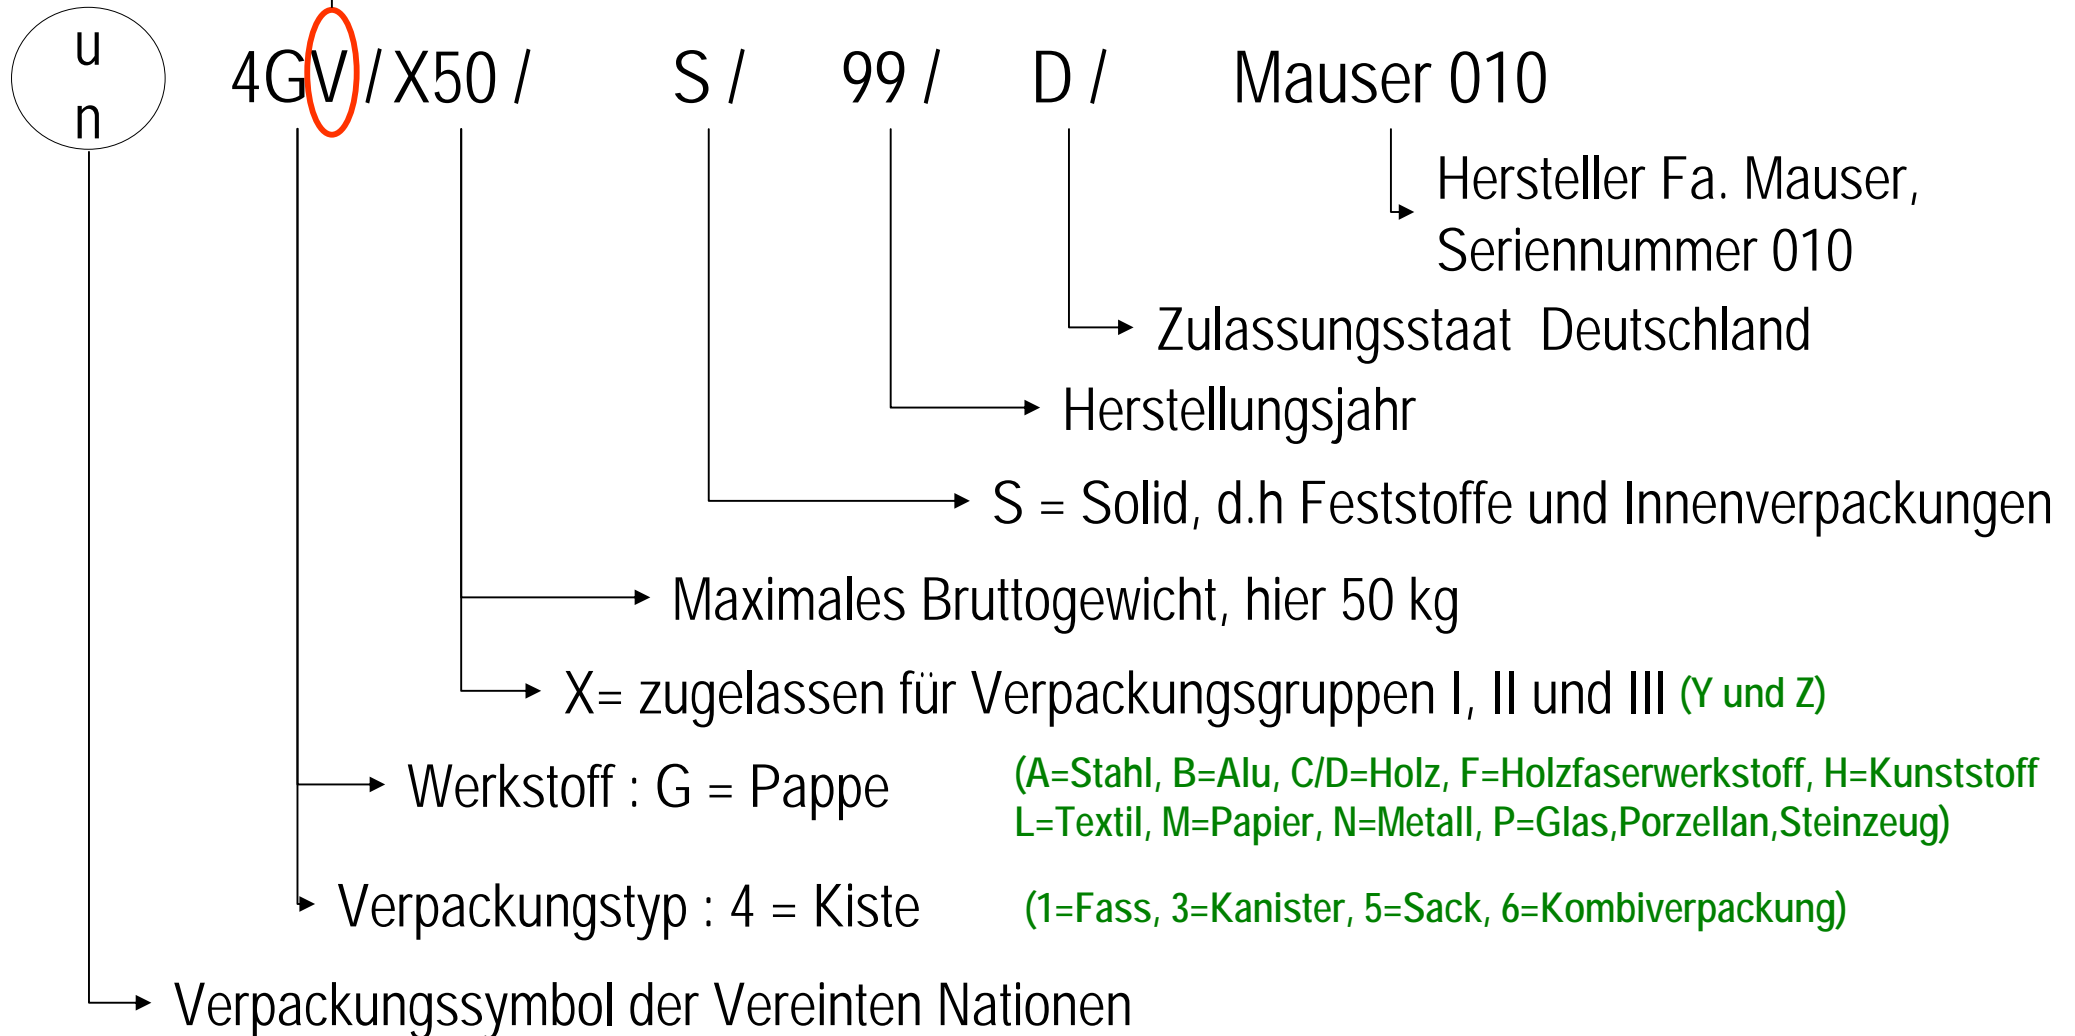 u
n
4GV / X50 / S / 99 / D / Mauser 010
Hersteller Fa. Mauser,
Seriennummer 010
Zulassungsstaat Deutschland
Herstellungsjahr
S = Solid, d.h Feststoffe und Innenverpackungen
Maximales Bruttogewicht, hier 50 kg
X= zugelassen für Verpackungsgruppen I, II und III (Y und Z)
Werkstoff : G = Pappe
(A=Stahl, B=Alu, C/D=Holz, F=Holzfaserwerkstoff, H=Kunststoff
L=Textil, M=Papier, N=Metall, P=Glas,Porzellan,Steinzeug)
Verpackungstyp : 4 = Kiste (1=Fass, 3=Kanister, 5=Sack, 6=Kombiverpackung)
Verpackungssymbol der Vereinten Nationen